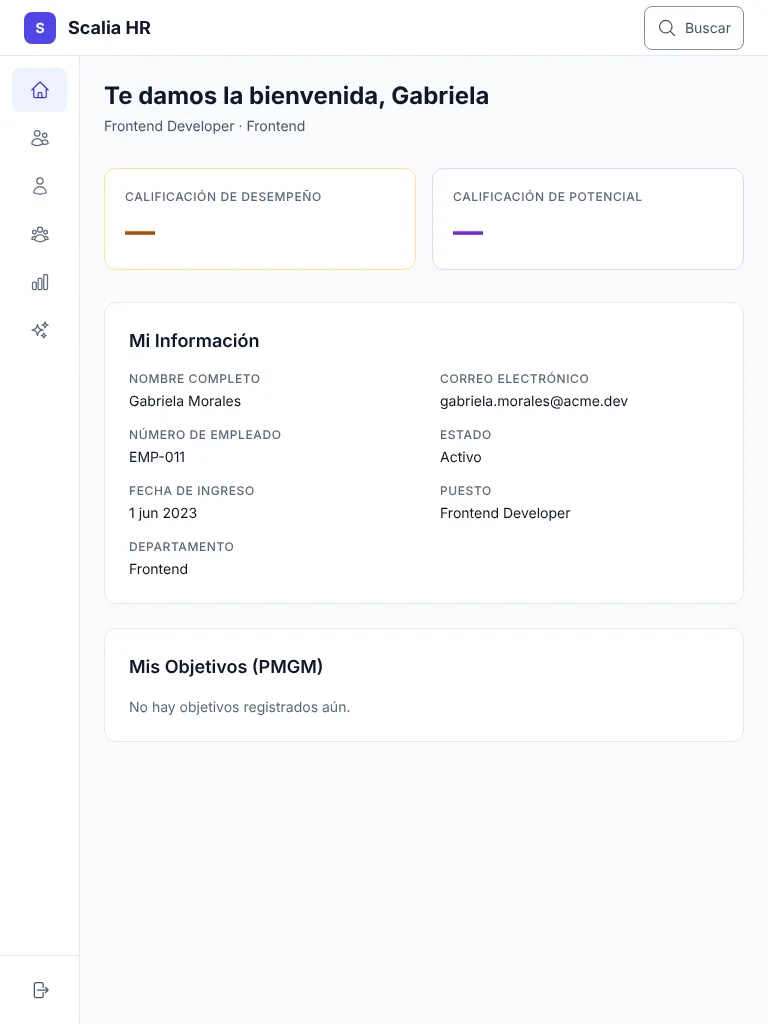 S
Scalia HR
Buscar
Te damos la bienvenida, Gabriela
Frontend Developer · Frontend
CALIFICACIÓN DE DESEMPEÑO
—
CALIFICACIÓN DE POTENCIAL
—
Mi Información
NOMBRE COMPLETO
Gabriela Morales
CORREO ELECTRÓNICO
gabriela.morales@acme.dev
NÚMERO DE EMPLEADO
EMP-011
ESTADO
Activo
FECHA DE INGRESO
1 jun 2023
PUESTO
Frontend Developer
DEPARTAMENTO
Frontend
Mis Objetivos (PMGM)
No hay objetivos registrados aún.